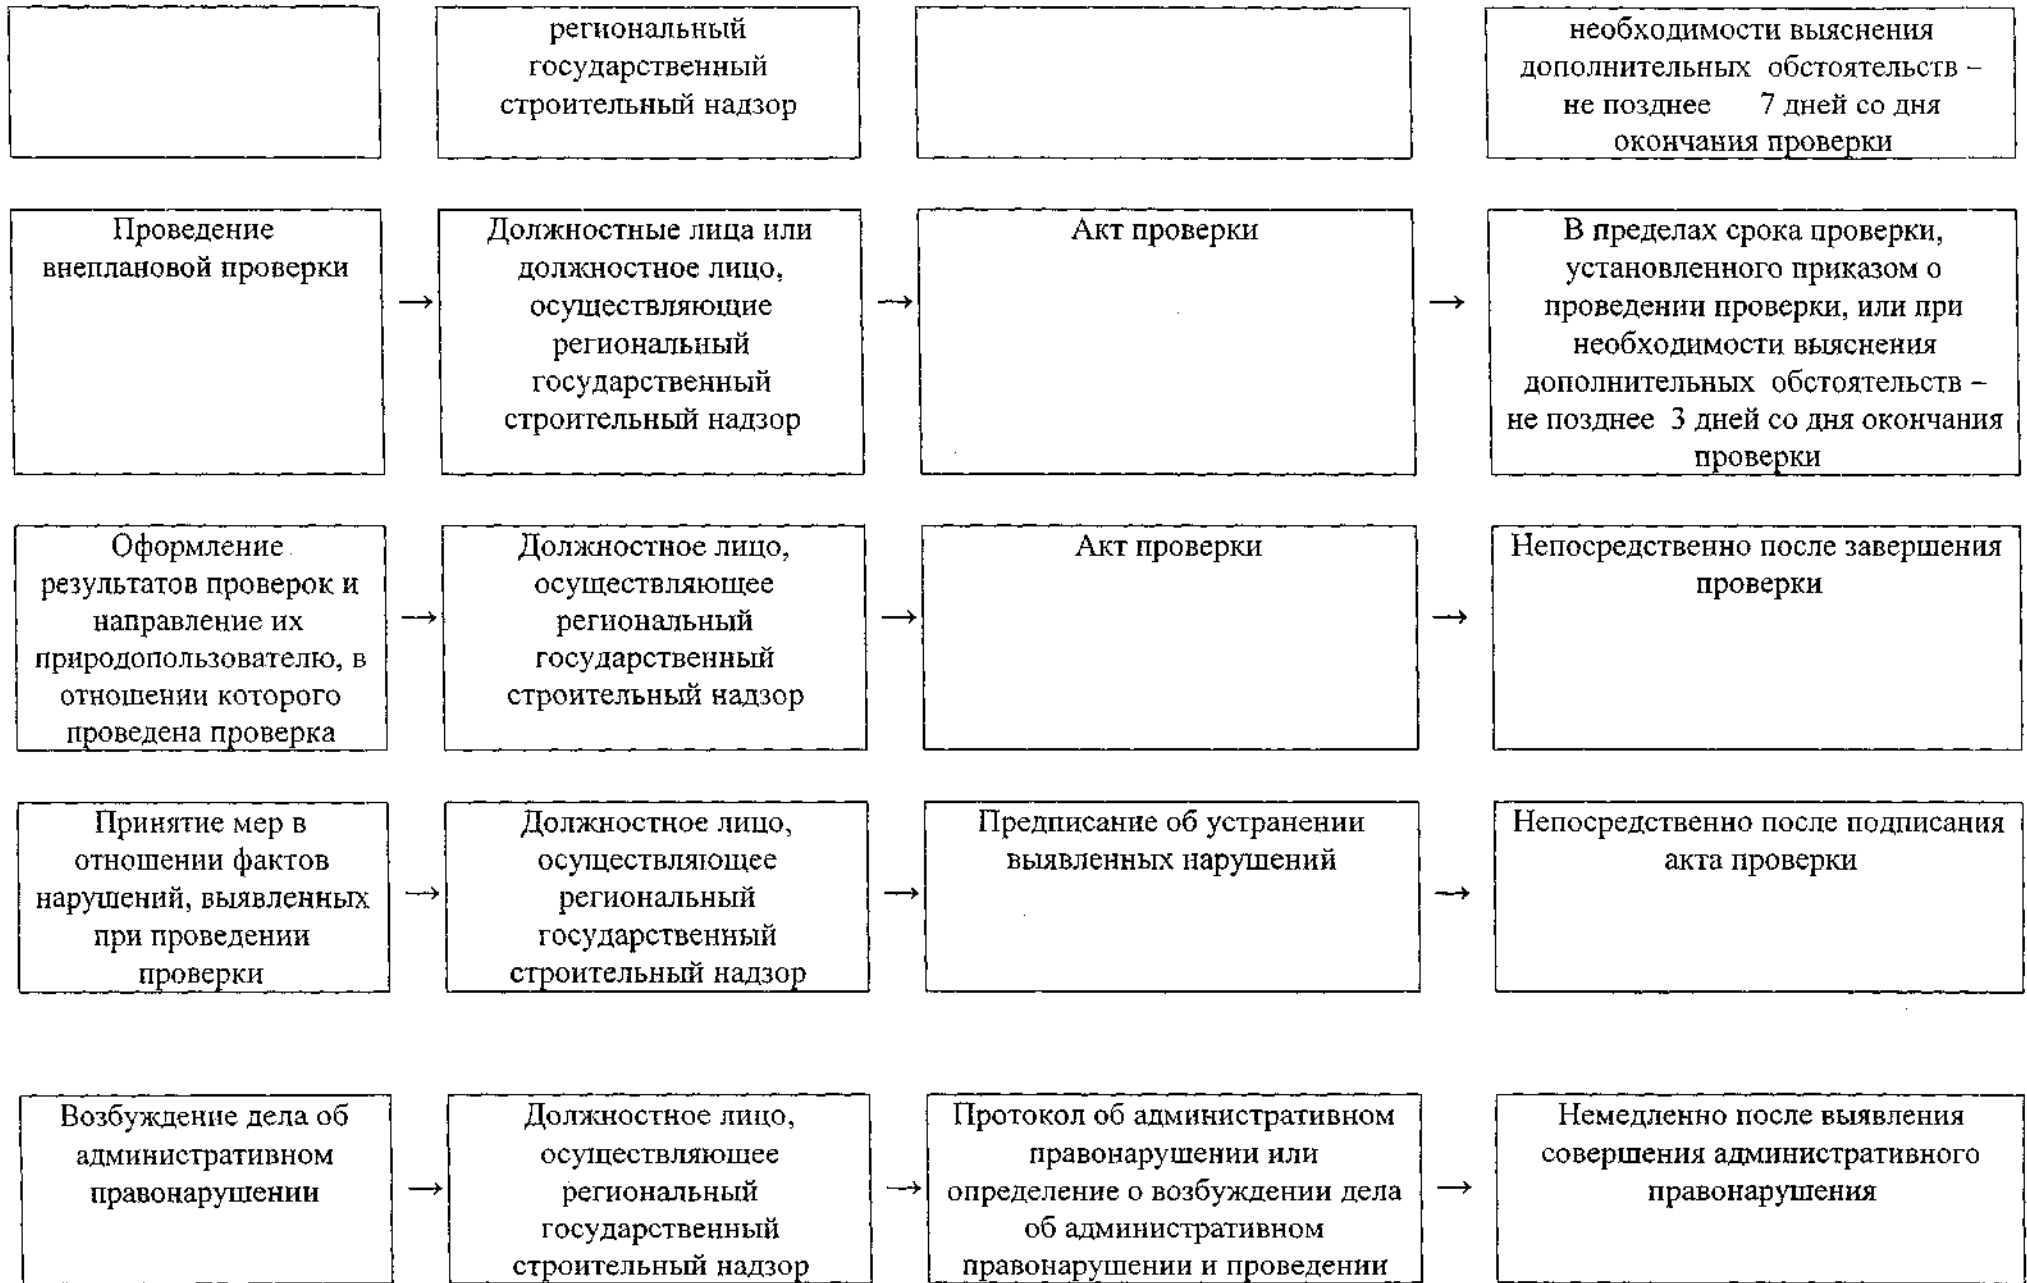 региональный
государственный
строительный надзор
необходимости выяснения
дополнительных обстоятельств –
не позднее 7 дней со дня
окончания проверки
Проведение
внеплановой проверки
→
Должностные лица или
должностное лицо,
осуществляющие
региональный
государственный
строительный надзор
→
Акт проверки
→
В пределах срока проверки,
установленного приказом о
проведении проверки, или при
необходимости выяснения
дополнительных обстоятельств –
не позднее 3 дней со дня окончания
проверки
Оформление
результатов проверок и
направление их
природопользователю, в
отношении которого
проведена проверка
→
Должностное лицо,
осуществляющее
региональный
государственный
строительный надзор
→
Акт проверки
→
Непосредственно после завершения
проверки
Принятие мер в
отношении фактов
нарушений, выявленных
при проведении
проверки
→
Должностное лицо,
осуществляющее
региональный
государственный
строительный надзор
→
Предписание об устранении
выявленных нарушений
→
Непосредственно после подписания
акта проверки
Возбуждение дела об
административном
правонарушении
→
Должностное лицо,
осуществляющее
региональный
государственный
строительный надзор
→
Протокол об административном
правонарушении или
определение о возбуждении дела
об административном
правонарушении и проведении
→
Немедленно после выявления
совершения административного
правонарушения